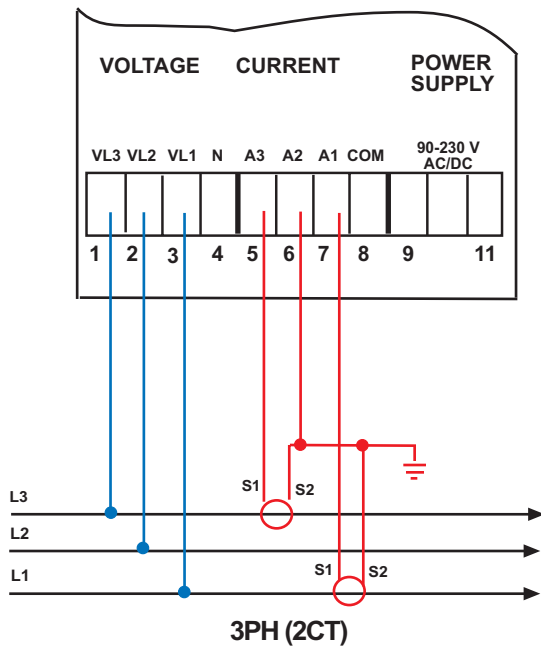 VOLTAGE CURRENT POWER
SUPPLY
90-230 V
AC/DC
VL3 VL2 VL1 N A3 A2 A1 COM
1 2 3 4 5 6 7 8 9 11
S1 S2
L3
L2
S1 S2
L1
3PH (2CT)